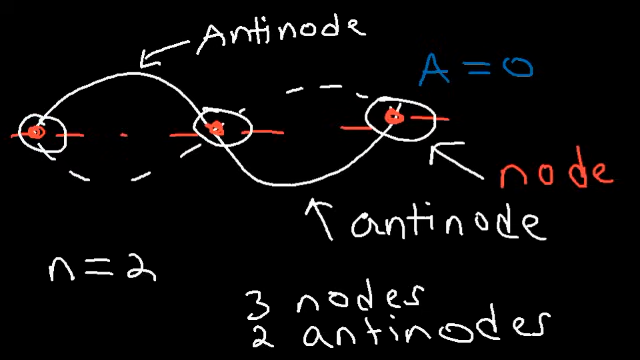 Antinode
A = 0
node
antinode
n = 2
3 nodes
2 antinodes